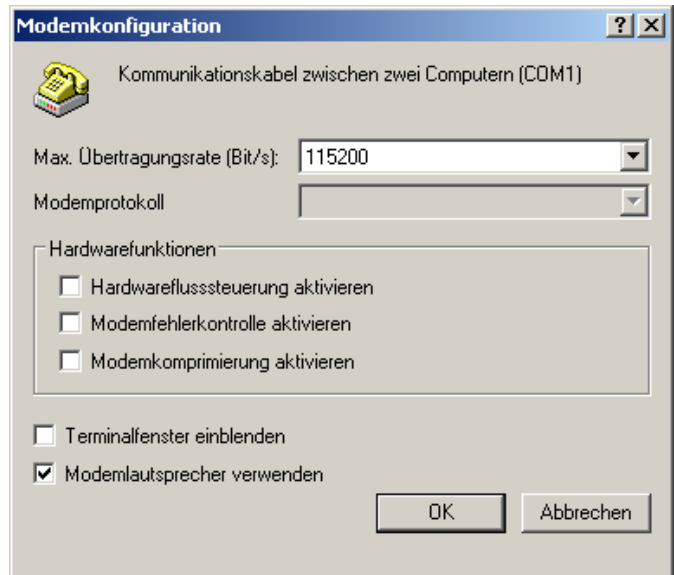 Modemkonfiguration
Kommunikationskabel zwischen zwei Computern (COM1)
Max. Übertragungsrate (Bit/s): 115200
Modemprotokoll
Hardwarefunktionen
Hardwareflusssteuerung aktivieren
Modemfehlerkontrolle aktivieren
Modemkomprimierung aktivieren
Terminalfenster einblenden
Modemlautsprecher verwenden
OK Abbrechen